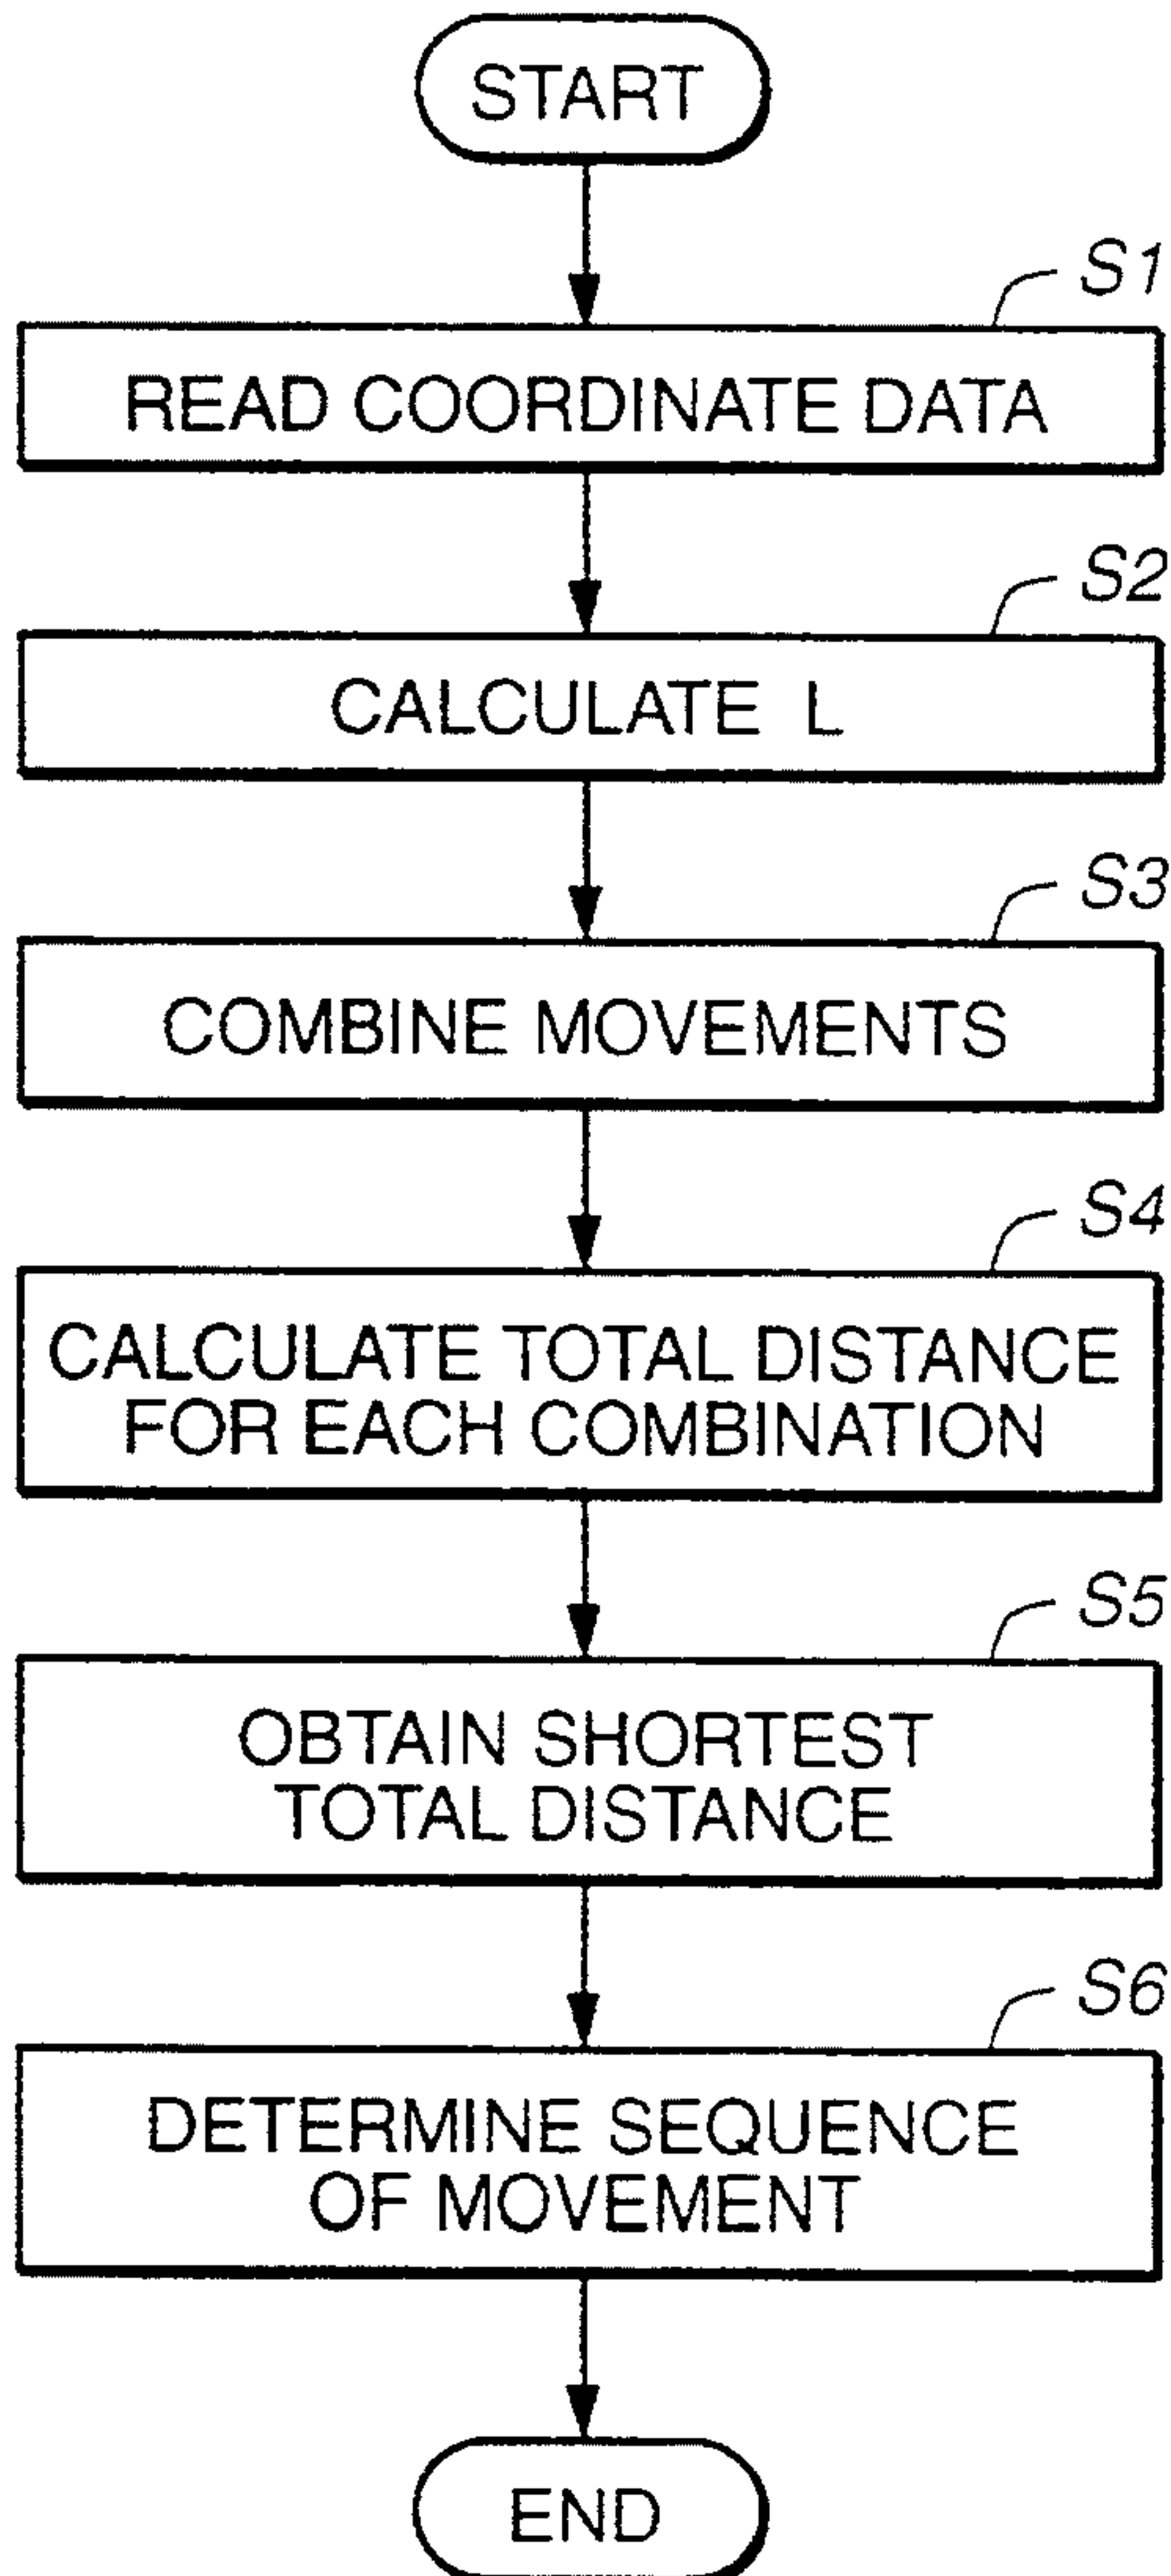 START
S1
READ COORDINATE DATA
S2
CALCULATE L
S3
COMBINE MOVEMENTS
S4
CALCULATE TOTAL DISTANCE
FOR EACH COMBINATION
S5
OBTAIN SHORTEST
TOTAL DISTANCE
S6
DETERMINE SEQUENCE
OF MOVEMENT
END